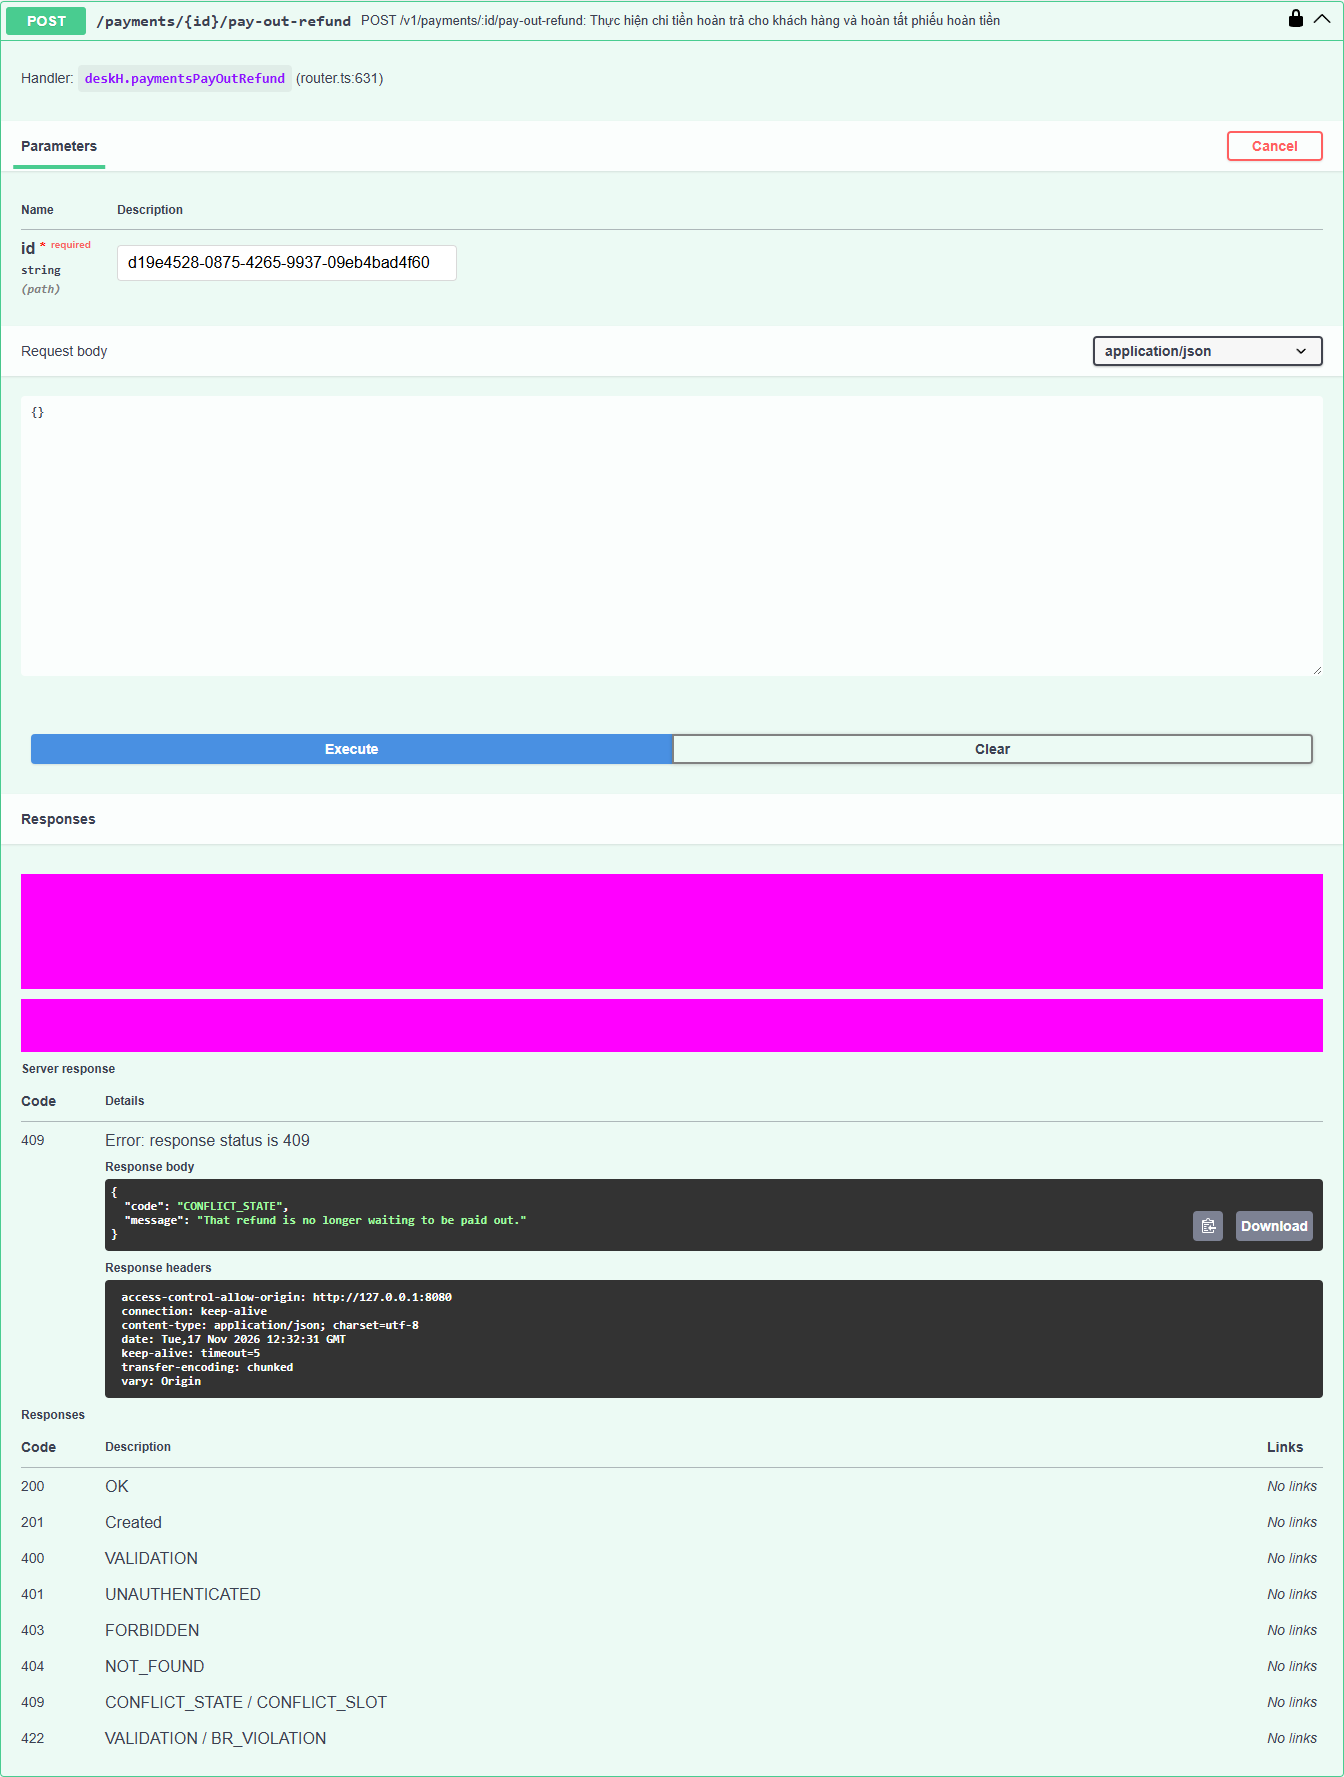 POST /payments/{id}/pay-out-refund POST /v1/payments/:id/pay-out-refund: Thực hiện chi tiền hoàn trả cho khách hàng và hoàn tất phiếu hoàn tiền
Handler: deskH.paymentsPayOutRefund (router.ts:631)
Parameters
Cancel
Name Description
id * required
string
(path)
d19e4528-0875-4265-9937-09eb4bad4f60
Request body
application/json
{}
Execute
Clear
Responses
Server response
Code Details
409 Error: response status is 409
Response body
{
"code": "CONFLICT_STATE",
"message": "That refund is no longer waiting to be paid out."
}
Download
Response headers
access-control-allow-origin: http://127.0.0.1:8080
connection: keep-alive
content-type: application/json; charset=utf-8
date: Tue,17 Nov 2026 12:32:31 GMT
keep-alive: timeout=5
transfer-encoding: chunked
vary: Origin
Responses
Code Description Links
200 OK No links
201 Created No links
400 VALIDATION No links
401 UNAUTHENTICATED No links
403 FORBIDDEN No links
404 NOT_FOUND No links
409 CONFLICT_STATE / CONFLICT_SLOT No links
422 VALIDATION / BR_VIOLATION No links